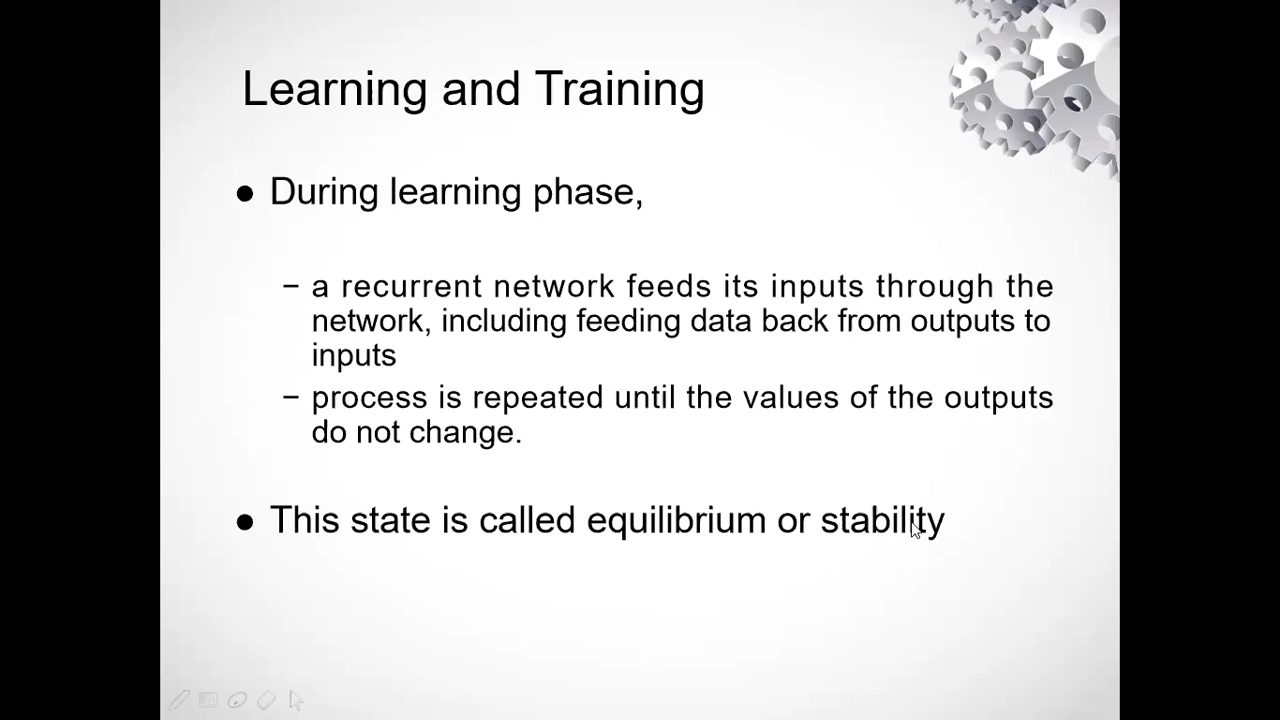 Learning and Training
● During learning phase,
– a recurrent network feeds its inputs through the
network, including feeding data back from outputs to
inputs
– process is repeated until the values of the outputs
do not change.
● This state is called equilibrium or stability